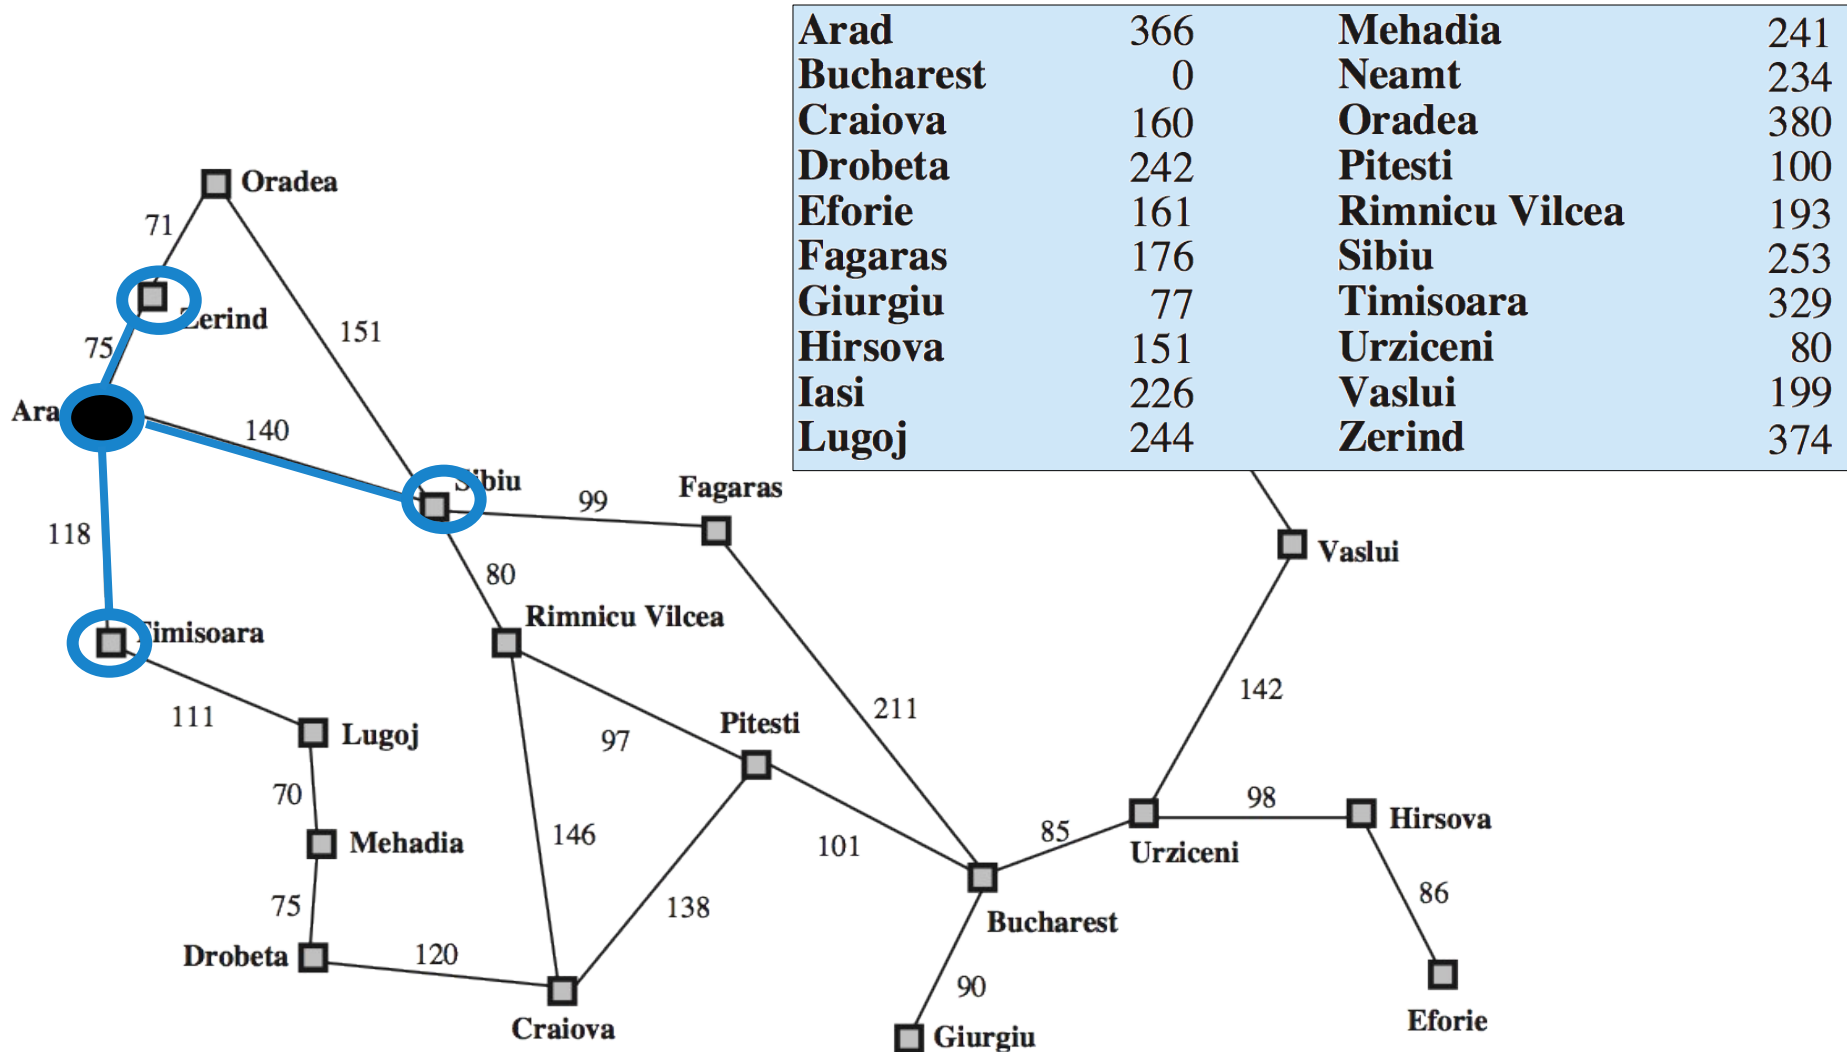 Arad 366 Mehadia 241
Bucharest 0 Neamt 234
Craiova 160 Oradea 380
Drobeta 242 Pitesti 100
Eforie 161 Rimnicu Vilcea 193
Fagaras 176 Sibiu 253
Giurgiu 77 Timisoara 329
Hirsova 151 Urziceni 80
Iasi 226 Vaslui 199
Lugoj 244 Zerind 374
Oradea
71
Zerind
151
75
Ara
140
Sibiu
99
Fagaras
118
Vaslui
80
Rimnicu Vilcea
Timisoara
142
111
211
Pitesti
Lugoj
97
70
98
Hirsova
146
85
Mehadia
101
Urziceni
75
138
86
Bucharest
Drobeta
120
90
Craiova
Giurgiu
Eforie